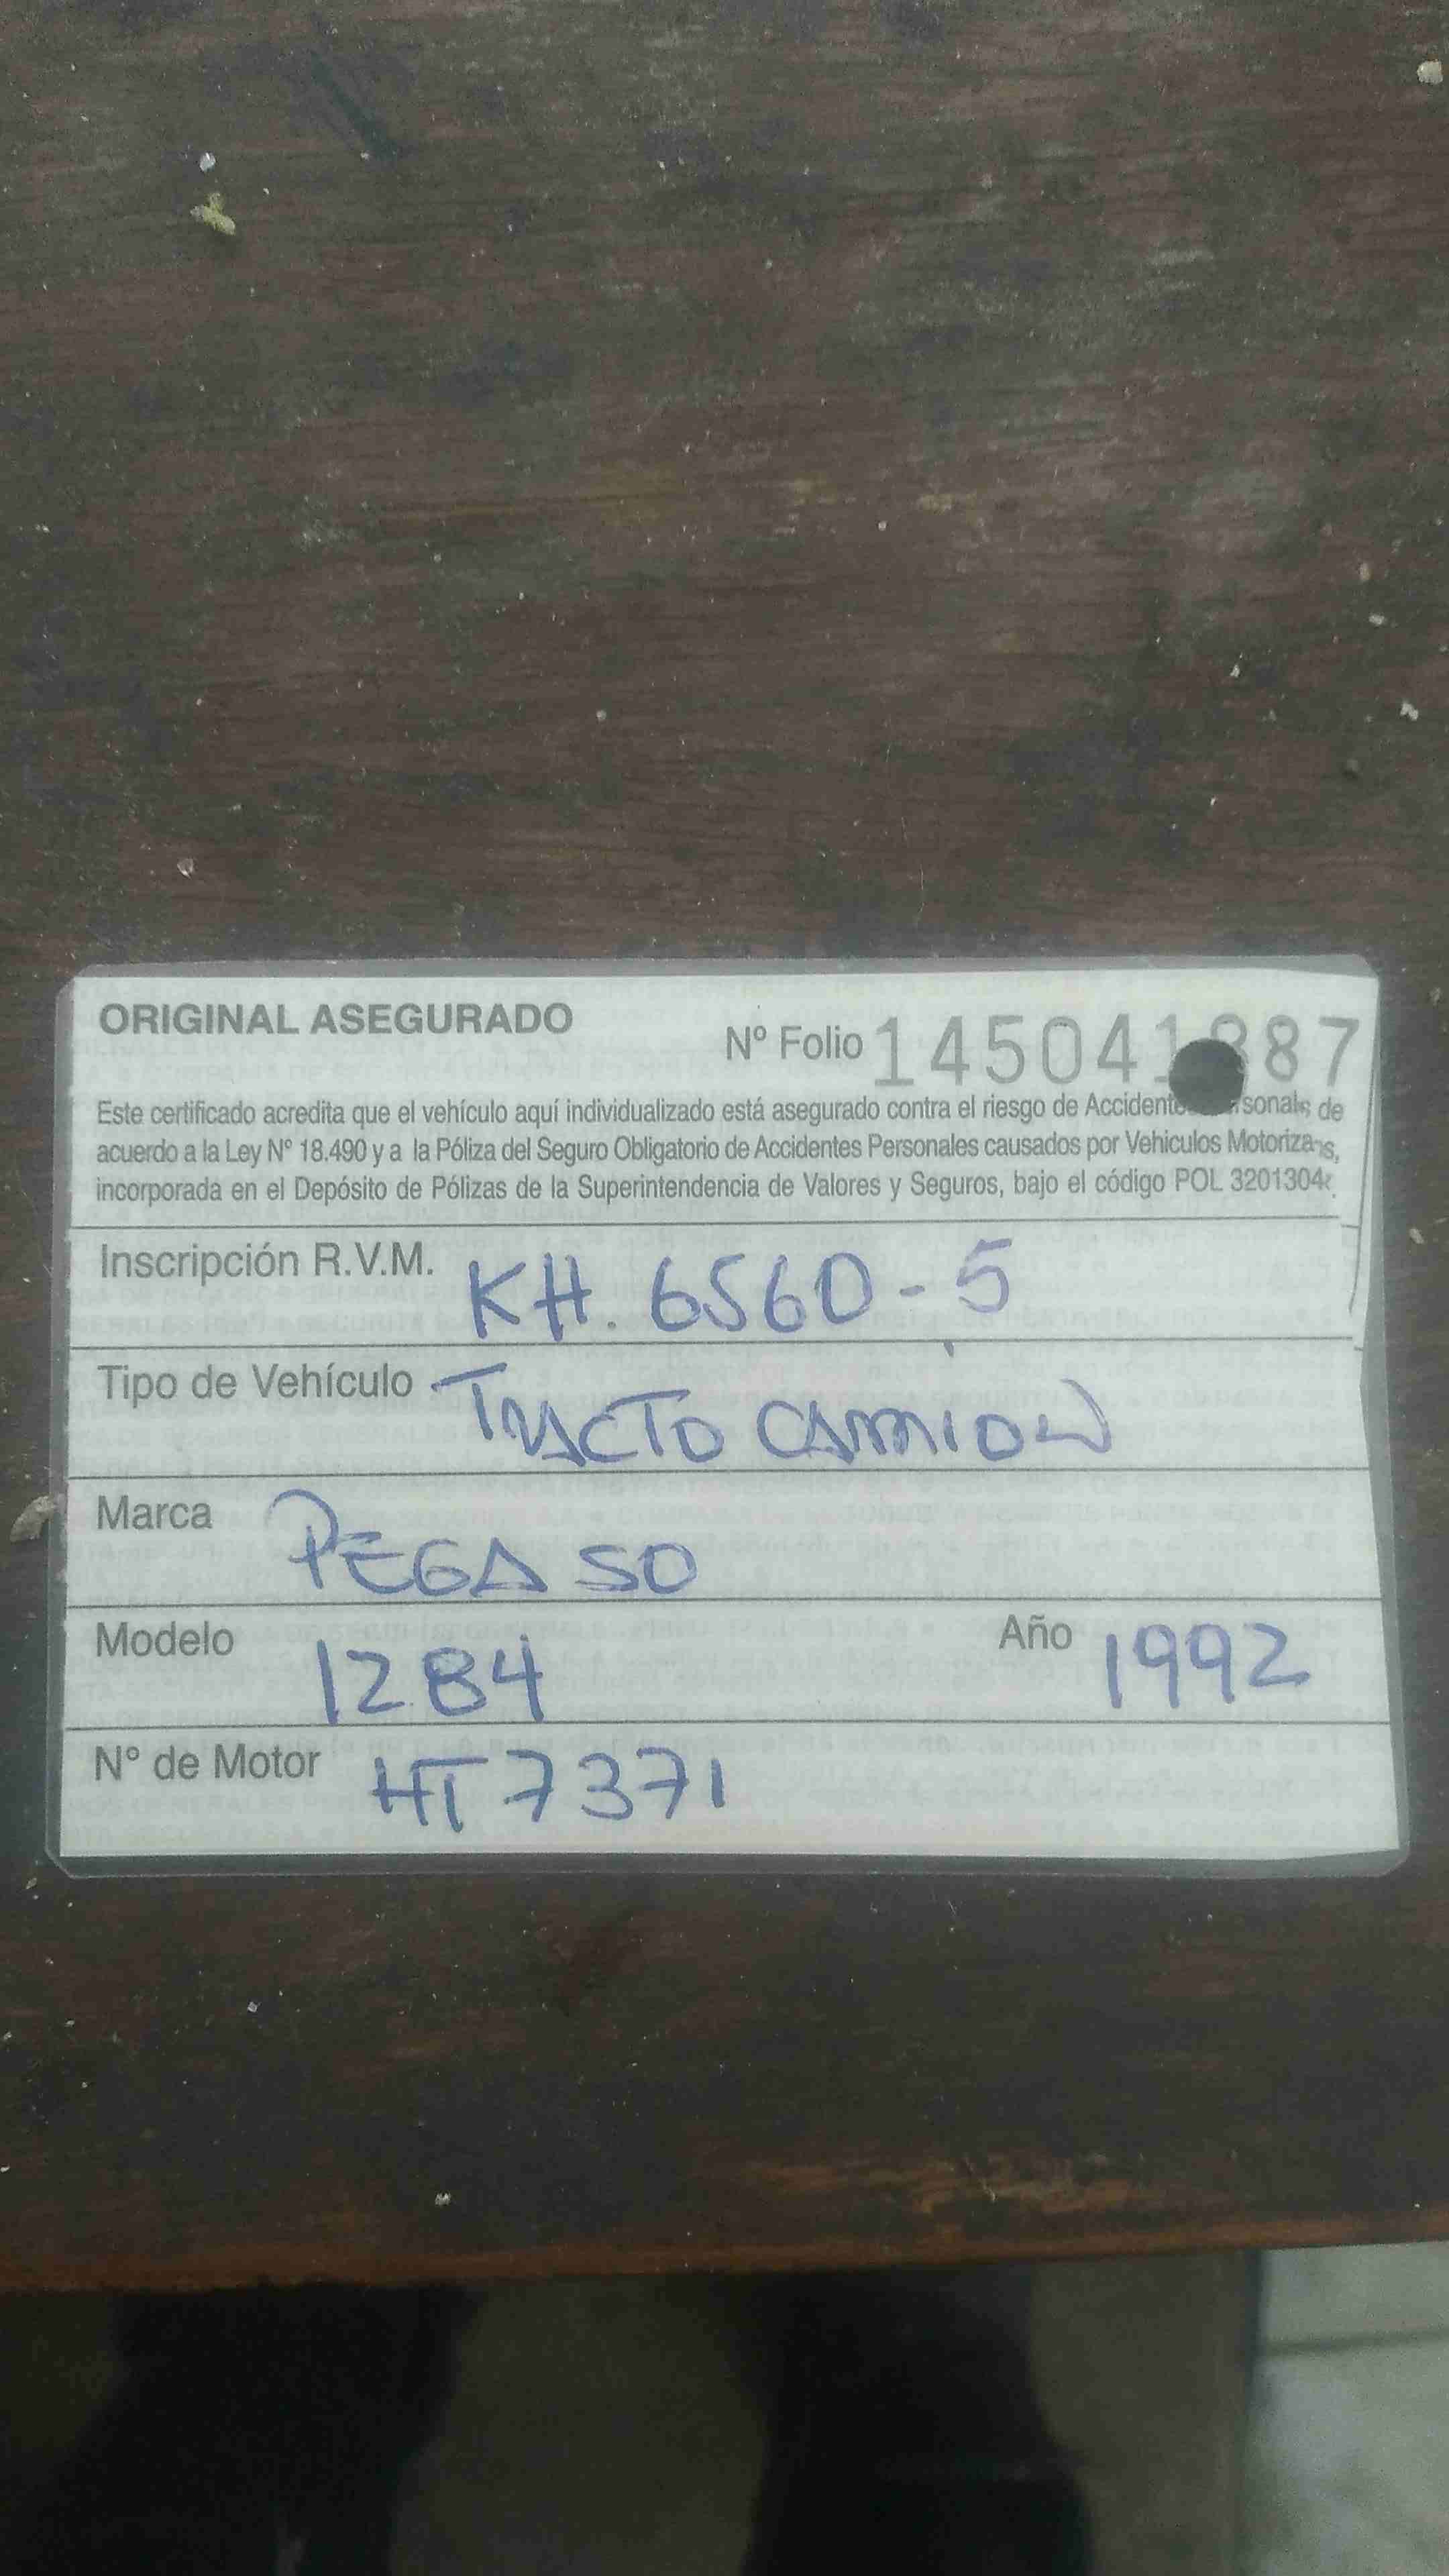 ORIGINAL ASEGURADO
Nº Folio
Este certificado acredita que el vehículo aquí individualizado está asegurado contra el riesgo de de
acuerdo a la Ley Nº 18.490 y a la Póliza del Seguro Obligatorio de Accidentes Personales causados por Vehiculos
incorporada en el Depósito de Pólizas de la Superintendencia de Valores y Seguros, bajo el código POL
Inscripción R.V.M. KH. 6560-5
Tipo de Vehículo TRACTO CAMION
Marca PEGASO
Modelo 1284 Año 1992
Nº de Motor HT7371